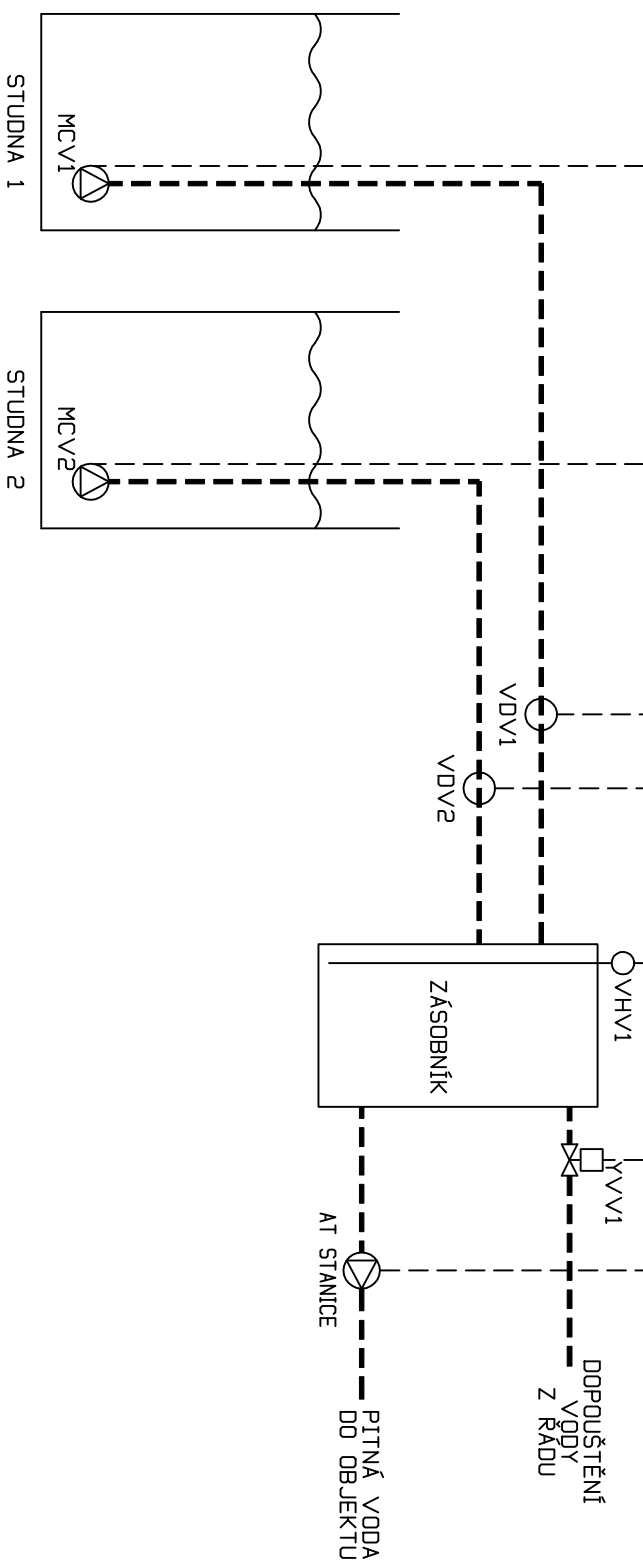 STUDNA 1
MCV1
STUDNA 2
MCV2
VDV1
VDV2
VHV1
ZÁSOBNÍK
YVV1
AT STANICE
DOPOUŠTĚNÍ
VODY
Z ŘÁDU
PITNÁ VODA
DO OBJEKTU